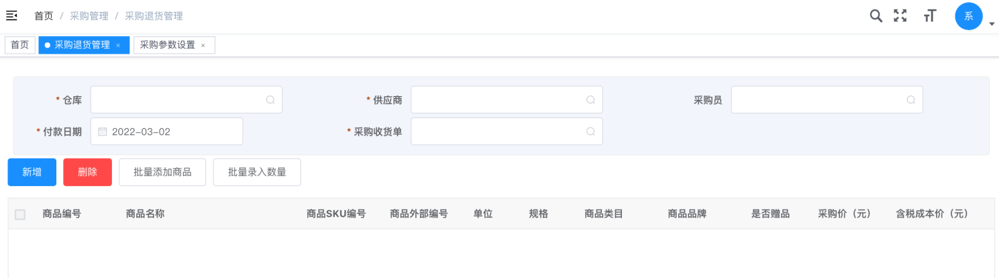 首页 / 采购管理 / 采购退货管理
系
首页 采购退货管理 × 采购参数设置 ×
* 仓库 * 供应商 采购员
* 付款日期 2022-03-02 * 采购收货单
新增 删除 批量添加商品 批量录入数量
商品编号 商品名称 商品SKU编号 商品外部编号 单位 规格 商品类目 商品品牌 是否赠品 采购价（元） 含税成本价（元）